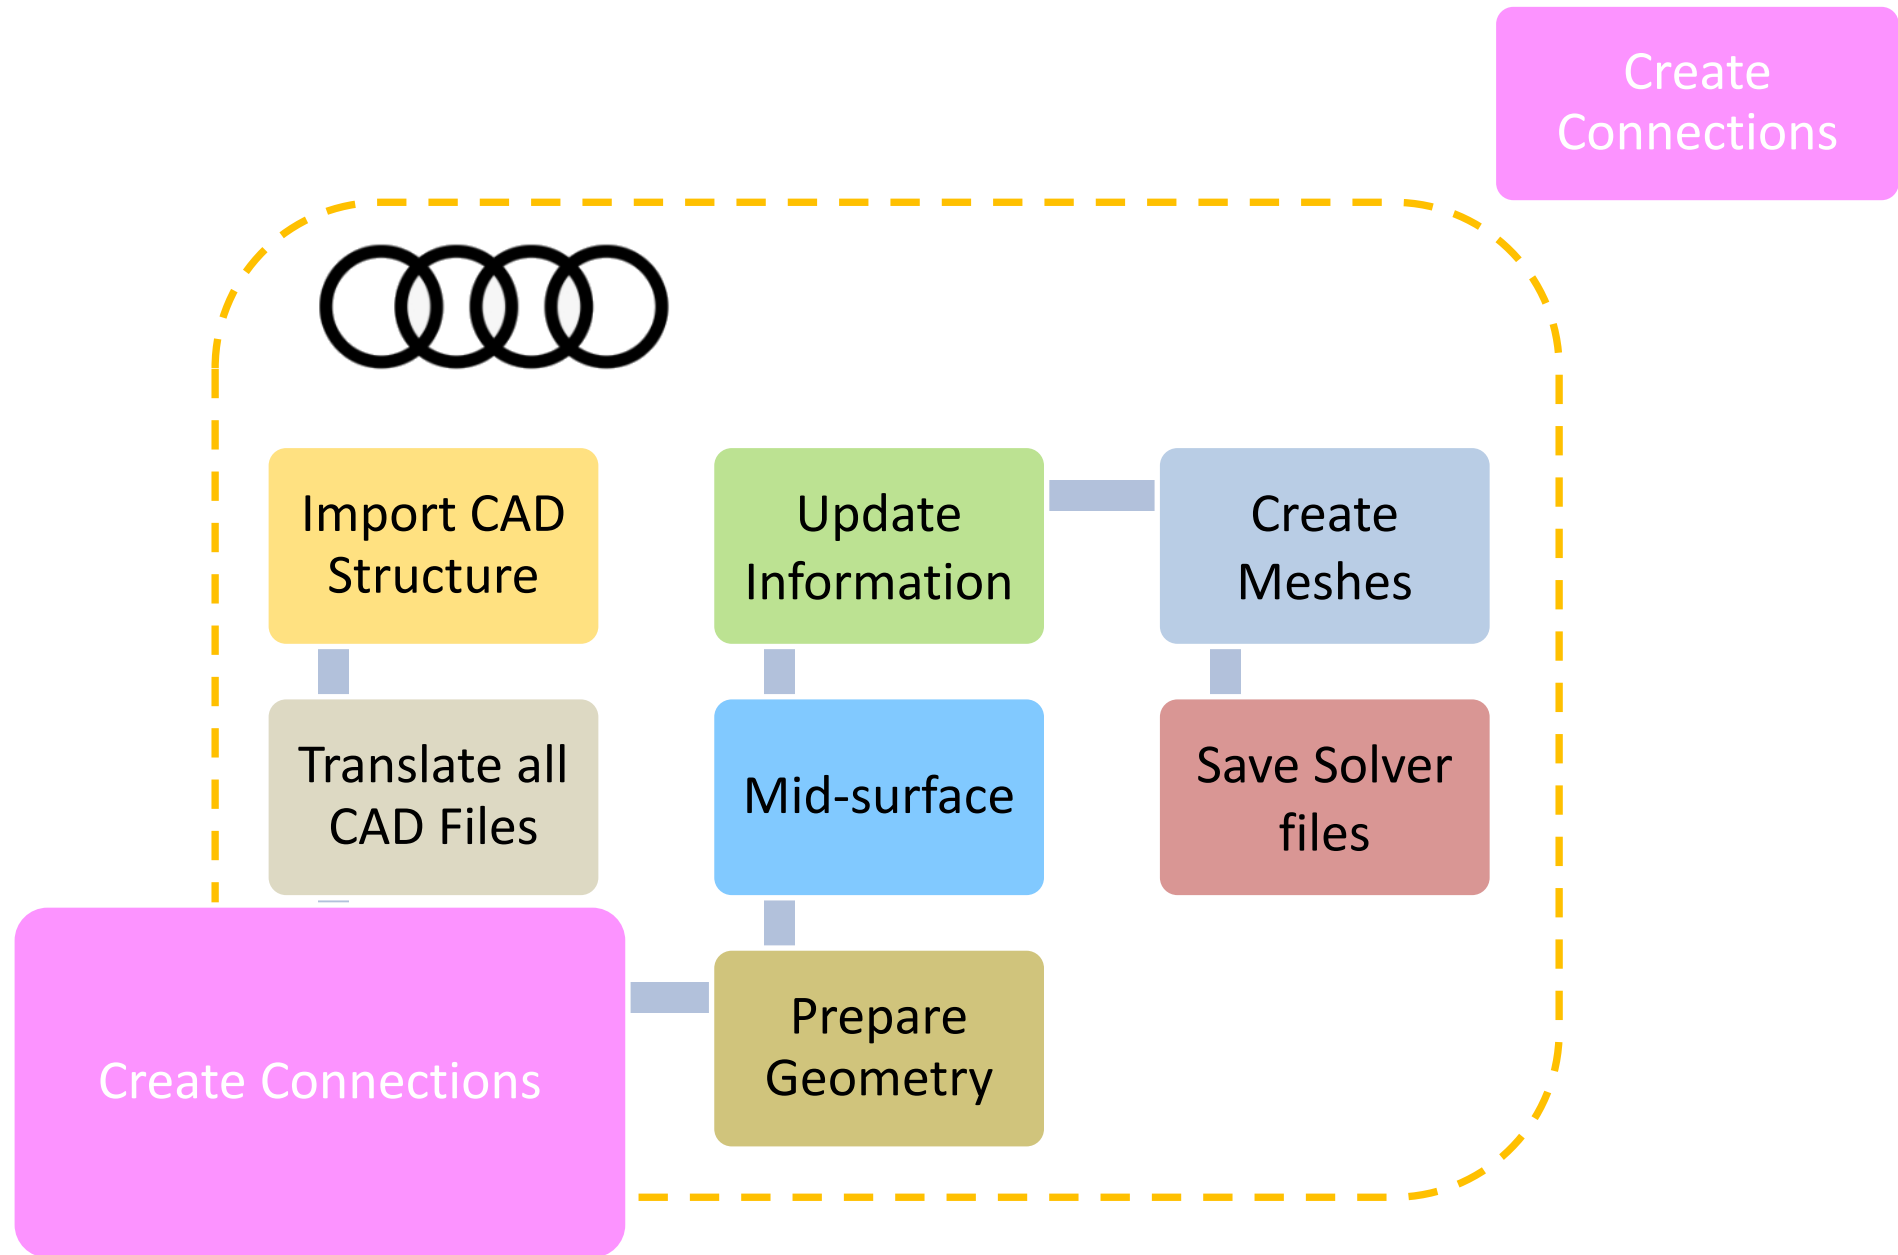 Create
Connections
Import CAD
Structure
Translate all
CAD Files
Create Connections
Update
Information
Mid-surface
Prepare
Geometry
Create
Meshes
Save Solver
files